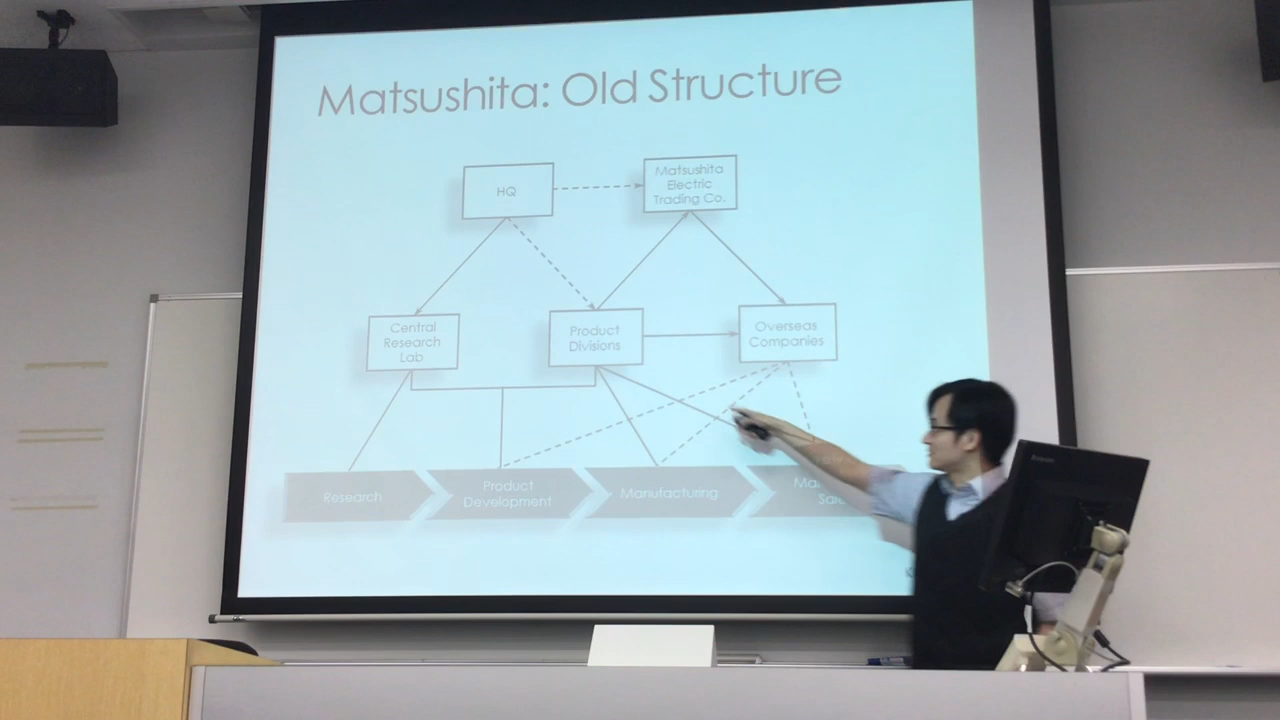 Matsushita: Old Structure
HQ
Matsushita
Electric
Trading Co.
Central
Research
Lab
Product
Divisions
Overseas
Companies
Research
Product
Development
Manufacturing